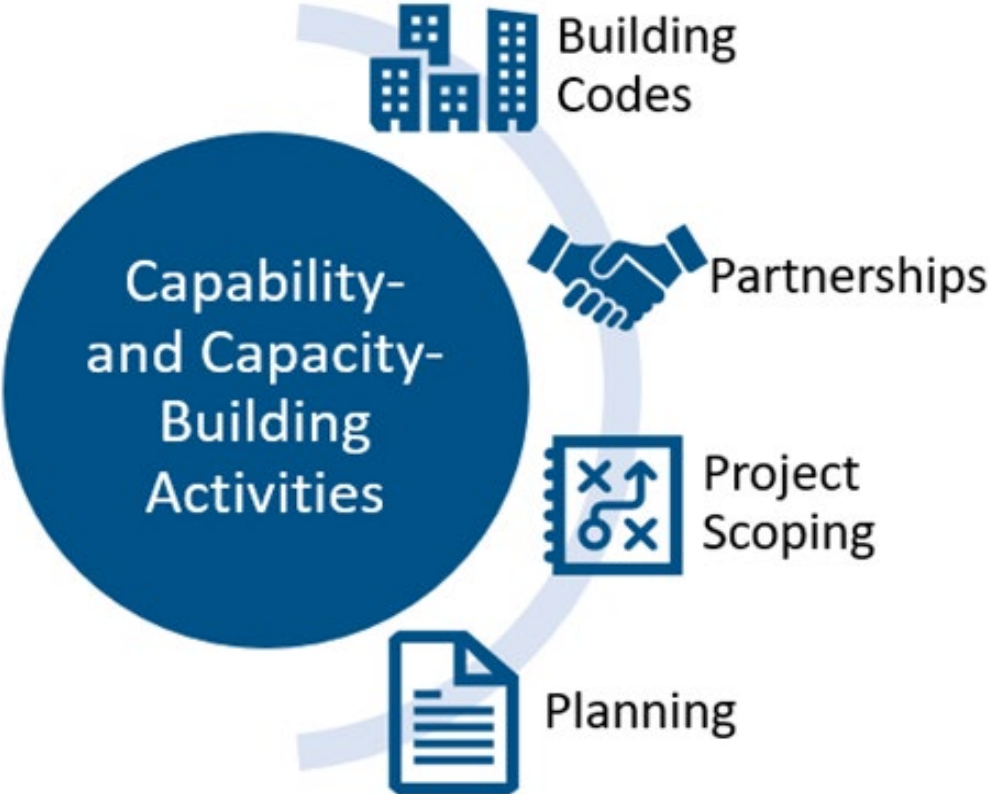 Building
Codes
Capability-
and Capacity-
Building
Activities
Partnerships
Project
Scoping
Planning